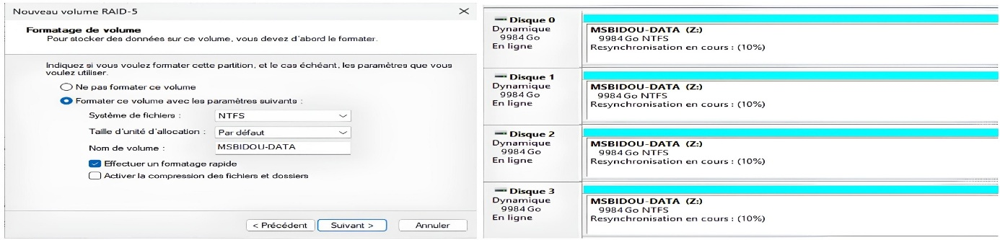 Nouveau volume RAID-5
Formatage de volume
Pour stocker des données sur ce volume, vous devez d'abord le formater.
Indiquez si vous voulez formater cette partition, et le cas échéant, les paramètres que vous
voulez utiliser.
Ne pas formater ce volume
Formater ce volume avec les paramètres suivants :
Système de fichiers : NTFS
Taille d'unité d'allocation : Par défaut
Nom de volume : MSBIDOU-DATA
Effectuer un formatage rapide
Activer la compression des fichiers et dossiers
< Précédent Suivant > Annuler
Disque 0
Dynamique
9984 Go
En ligne
MSBIDOU-DATA (Z:)
9984 Go NTFS
Resynchronisation en cours : (10%)
Disque 1
Dynamique
9984 Go
En ligne
MSBIDOU-DATA (Z:)
9984 Go NTFS
Resynchronisation en cours : (10%)
Disque 2
Dynamique
9984 Go
En ligne
MSBIDOU-DATA (Z:)
9984 Go NTFS
Resynchronisation en cours : (10%)
Disque 3
Dynamique
9984 Go
En ligne
MSBIDOU-DATA (Z:)
9984 Go NTFS
Resynchronisation en cours : (10%)